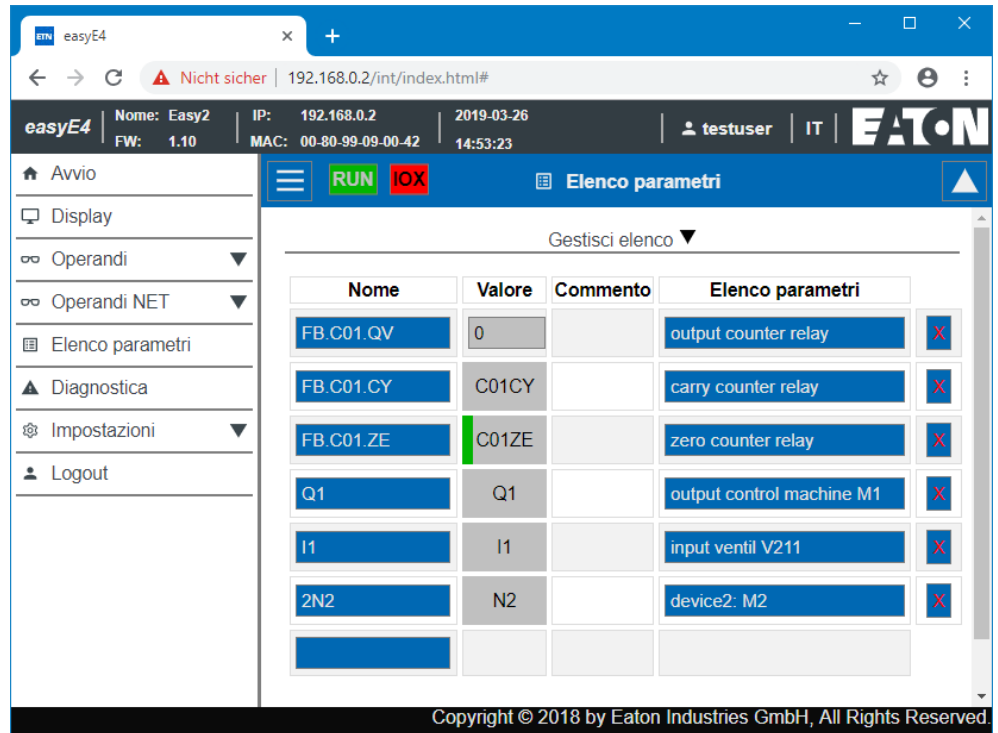 ETN easyE4
Nicht sicher | 192.168.0.2/int/index.html#
easyE4 Nome: Easy2 IP: 192.168.0.2 2019-03-26 testuser IT EATON
FW: 1.10 MAC: 00-80-99-09-00-42 14:53:23
Avvio
Display
Operandi
Operandi NET
Elenco parametri
Diagnostica
Impostazioni
Logout
RUN IOX Elenco parametri
Gestisci elenco
Nome Valore Commento Elenco parametri
FB.C01.QV 0 output counter relay X
FB.C01.CY C01CY carry counter relay X
FB.C01.ZE C01ZE zero counter relay X
Q1 Q1 output control machine M1 X
I1 I1 input ventil V211 X
2N2 N2 device2: M2 X
Copyright © 2018 by Eaton Industries GmbH, All Rights Reserved.